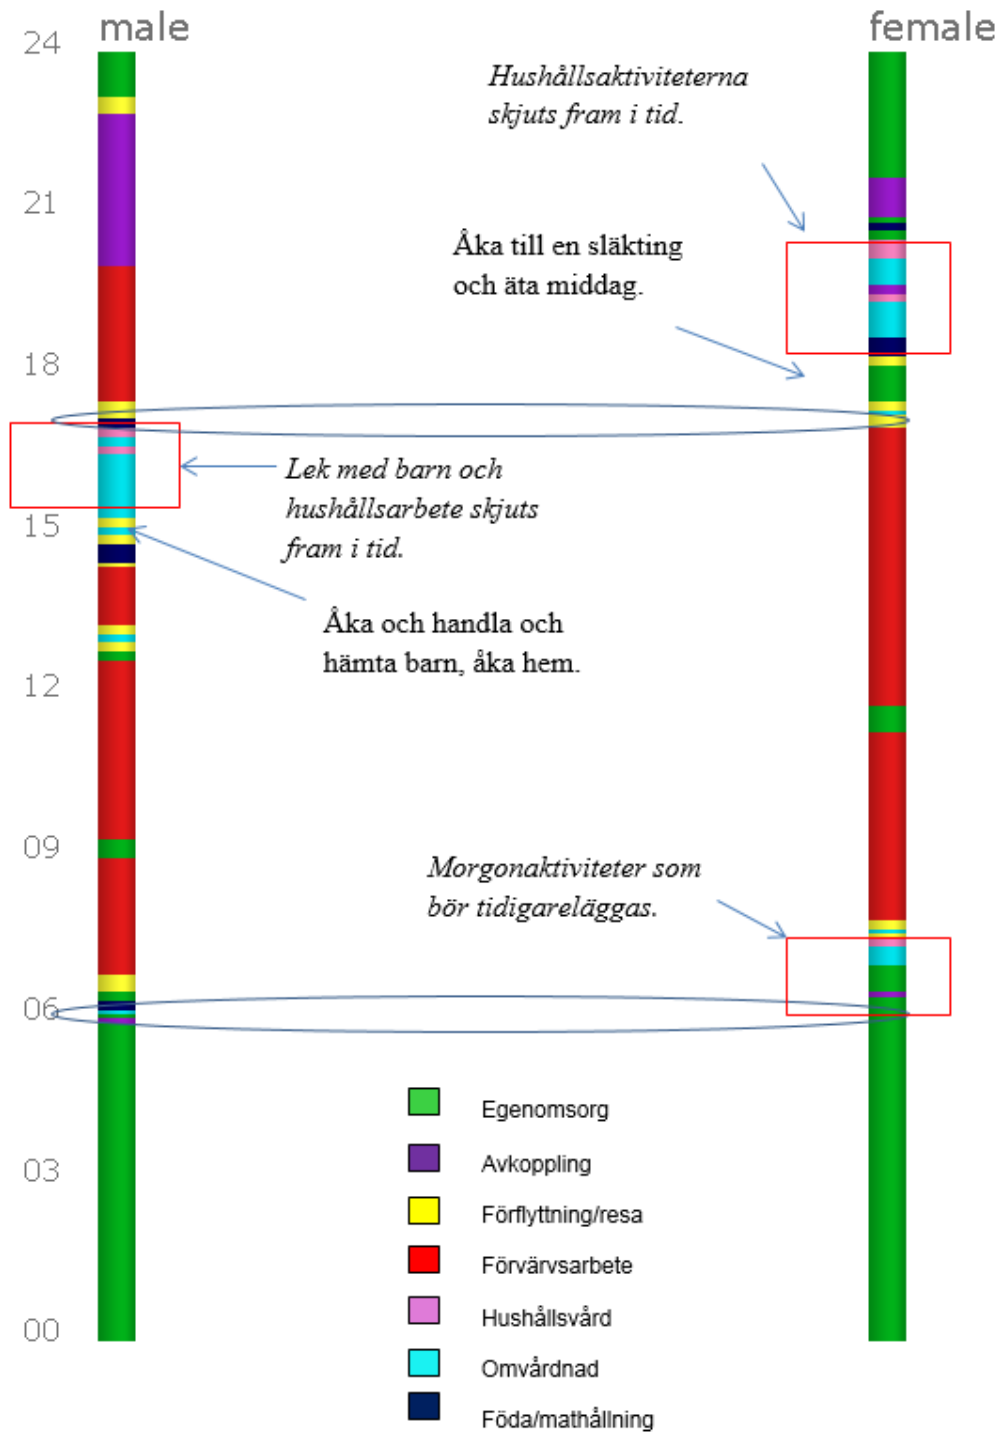 male
female
24
Hushållsaktiviteterna
skjuts fram i tid.
21
Åka till en släkting
och äta middag.
18
Lek med barn och
hushållsarbete skjuts
fram i tid.
15
Åka och handla och
hämta barn, åka hem.
12
09
Morgonaktiviteter som
bör tidigareläggas.
06
03
00
Egenomsorg
Avkoppling
Förflyttning/resa
Förvärvsarbete
Hushållsvård
Omvårdnad
Föda/mathållning